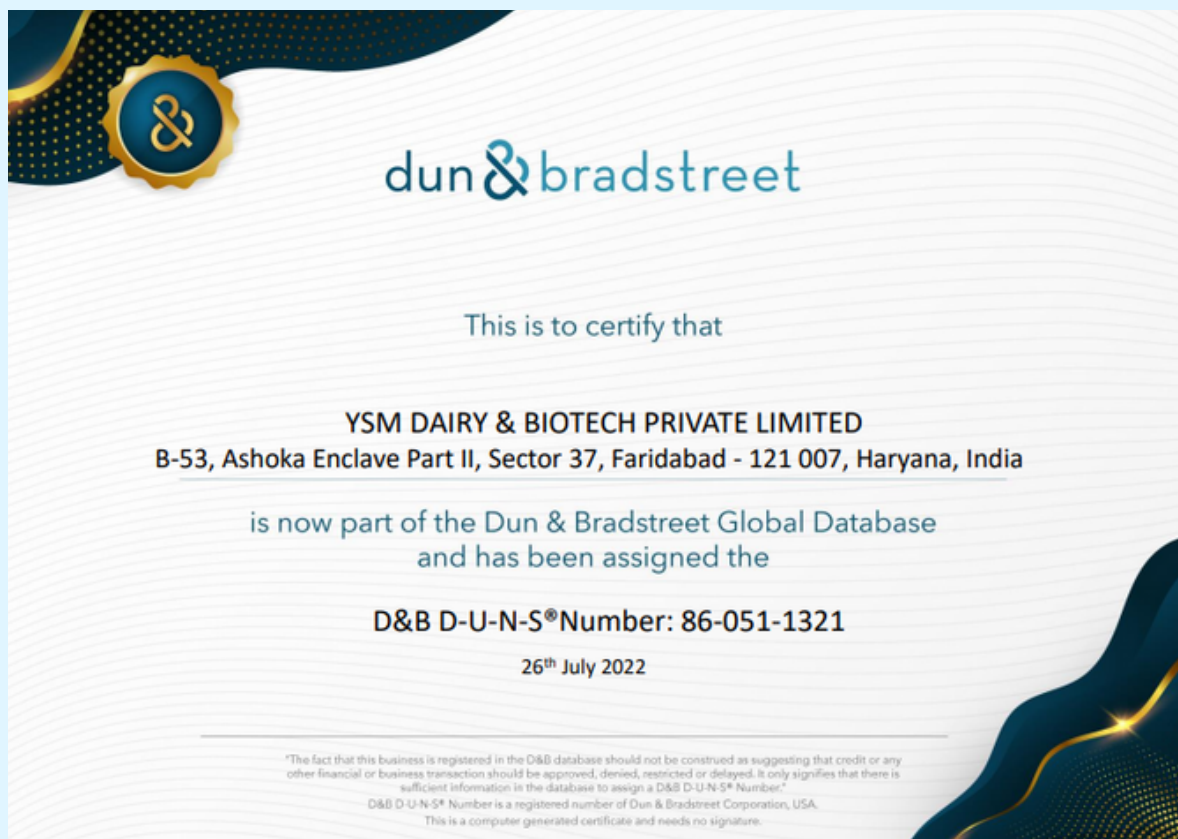 dun & bradstreet
This is to certify that
YSM DAIRY & BIOTECH PRIVATE LIMITED
B-53, Ashoka Enclave Part II, Sector 37, Faridabad - 121 007, Haryana, India
is now part of the Dun & Bradstreet Global Database
and has been assigned the
D&B D-U-N-S®Number: 86-051-1321
26th July 2022
"The fact that this business is registered in the D&B database should not be construed as suggesting that credit or any
other financial or business transaction should be approved, denied, restricted or delayed. It only signifies that there is
sufficient information in the database to assign a D&B D-U-N-S® Number."
D&B D-U-N-S® Number is a registered number of Dun & Bradstreet Corporation, USA.
This is a computer generated certificate and needs no signature.